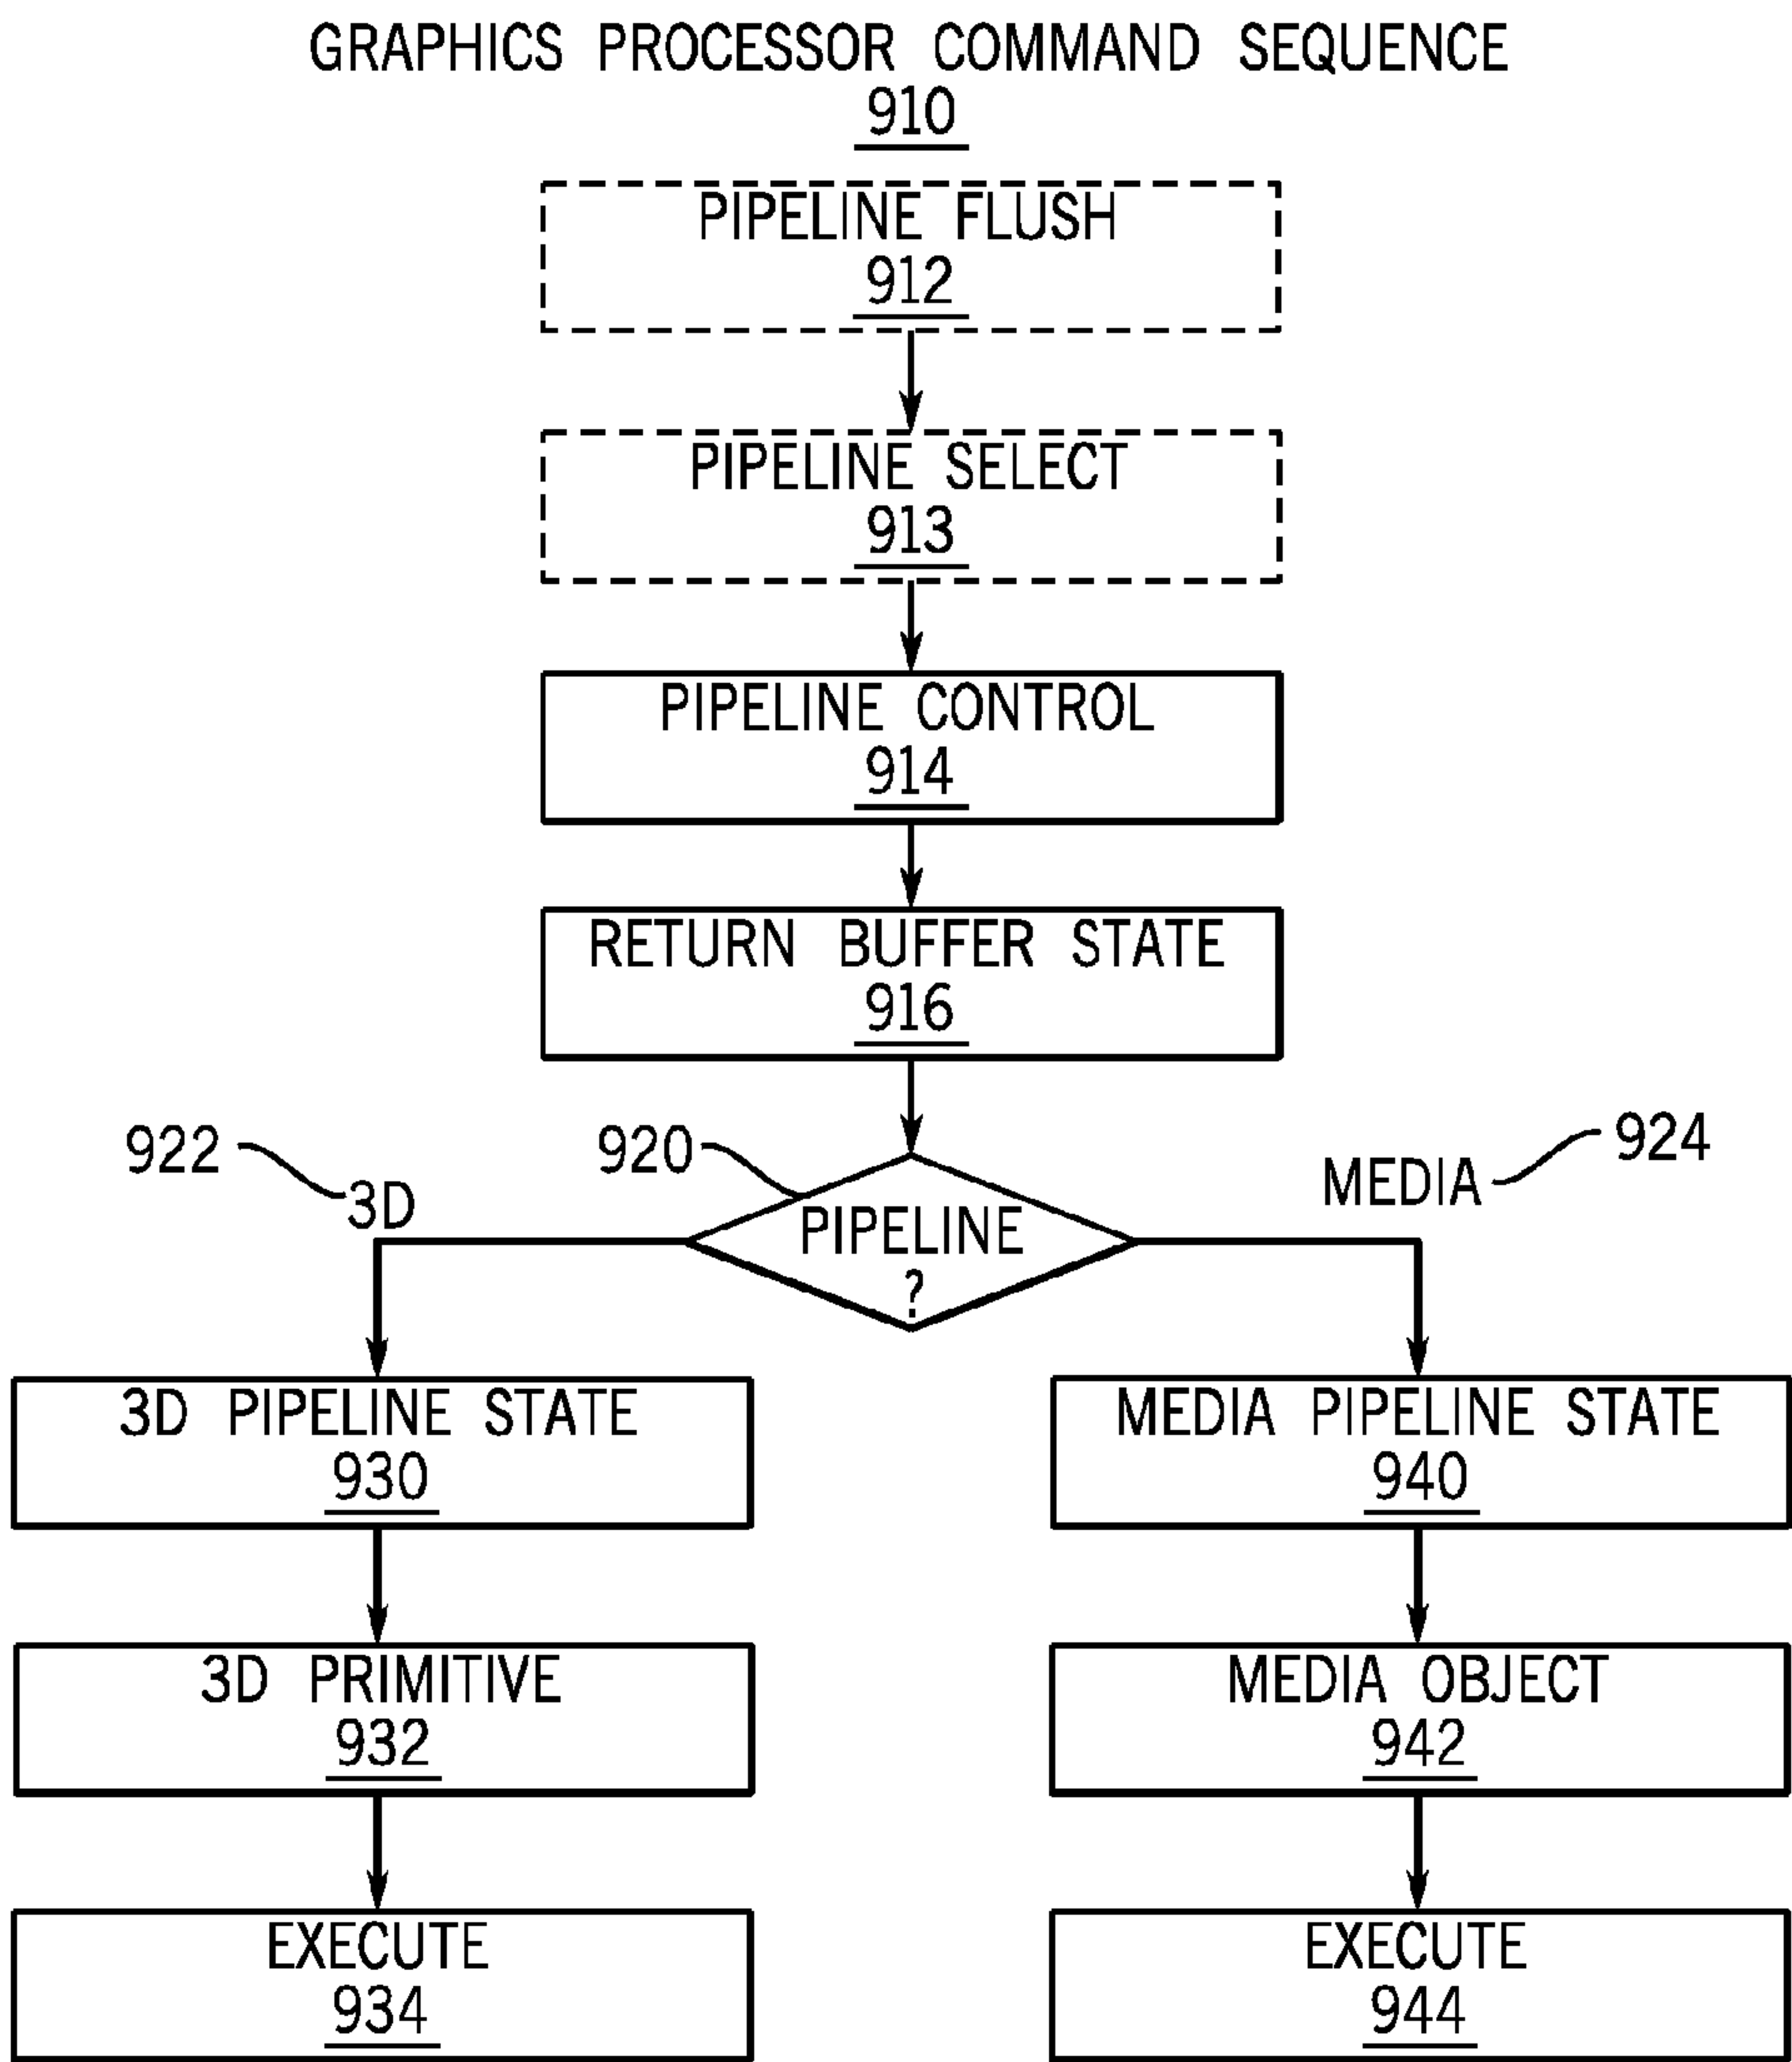 GRAPHICS PROCESSOR COMMAND SEQUENCE
910
PIPELINE FLUSH
912
PIPELINE SELECT
913
PIPELINE CONTROL
914
RETURN BUFFER STATE
916
922
3D
920
PIPELINE
?
MEDIA
924
3D PIPELINE STATE
930
3D PRIMITIVE
932
EXECUTE
934
MEDIA PIPELINE STATE
940
MEDIA OBJECT
942
EXECUTE
944